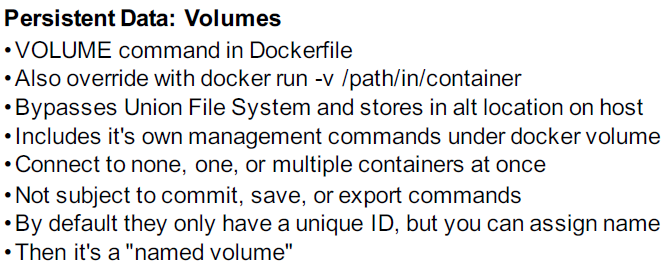 Persistent Data: Volumes
•VOLUME command in Dockerfile
•Also override with docker run -v /path/in/container
•Bypasses Union File System and stores in alt location on host
•Includes it's own management commands under docker volume
•Connect to none, one, or multiple containers at once
•Not subject to commit, save, or export commands
•By default they only have a unique ID, but you can assign name
•Then it's a "named volume"